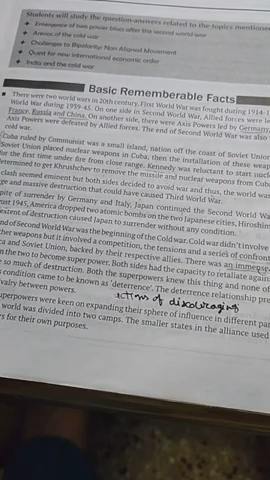 Students will study the question-answers related to the topics mentioned
Emergence of two power blocs after the second world war
Arenas of the cold war
Challenges to Bipolarity: Non Aligned Movement
Quest for new international order
India and the cold war
Basic Rememberable Facts
There were two world wars in 20th century, First World War was fought during 1914-1
World War during 1939-45. On one side in Second World War, Allied forces were le
France, Russia and China. On another side, there were Axis Powers led by Germany,
Axis Powers were defeated by Allied forces. The end of Second World War was also
cold war.
Cuba ruled by Communist was a small island, nation off the coast of Soviet Union
Soviet Union placed nuclear weapons in Cuba, then the installation of these weap
for the first time under fire from close range. Kennedy was reluctant to start nucl
determined to get Khrushchev to remove the missile and nuclear weapons from Cuba
clash seemed eminent but both sides decided to avoid war and thus, the world was
ge and massive destruction that could have caused Third World War.
pite of surrender by Germany and Italy, Japan continued the Second World Wa
ust 1945, America dropped two atomic bombs on the two Japanese cities, Hiroshim
extent of destruction caused Japan to surrender without any condition.
nd of Second World War was the beginning of the Cold War. Cold war didn't involve
ther weapons but it involved a competition, the tensions and a series of confront
ca and Soviet Union, backed by their respective allies. There was an immense
n the two to become super power. Both sides had the capacity to retaliate again
e so much of destruction. Both the superpowers knew this thing and none of
s condition came to be known as 'deterrence'. The deterrence relationship pre
valry between powers.
ctions of discouraging
uperpowers were keen on expanding their sphere of influence in different par
world was divided into two camps. The smaller states in the alliance used
rs for their own purposes.